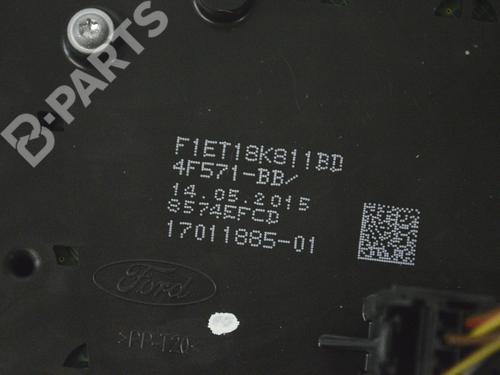 B-PARTS
F1ET18K811BD
4F571-BB/
14.05.2015
8574EFCD
17011885-01
Ford
>PP-T20<